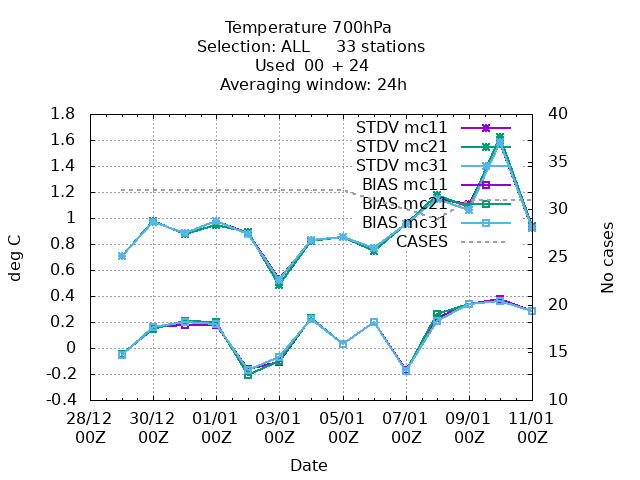 Temperature 700hPa
Selection: ALL 33 stations
Used 00 + 24
Averaging window: 24h
1.8
1.6
1.4
1.2
1
0.8
0.6
0.4
0.2
0
-0.2
-0.4
deg C
40
35
30
25
20
15
10
No cases
STDV mc11
STDV mc21
STDV mc31
BIAS mc11
BIAS mc21
BIAS mc31
CASES
28/12 30/12 01/01 03/01 05/01 07/01 09/01 11/01
00Z 00Z 00Z 00Z 00Z 00Z 00Z 00Z
Date